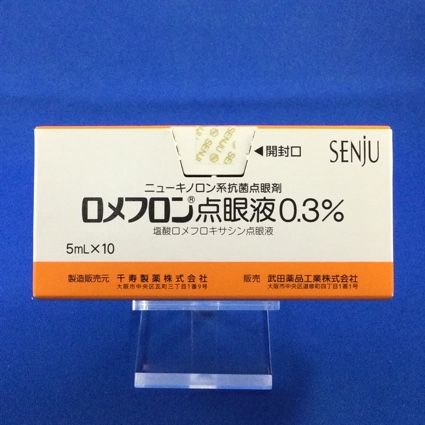 SENJU
◀開封口
ニューキノロン系抗菌点眼剤
ロメフロン®点眼液0.3%
塩酸ロメフロキサシン点眼液
5mL×10
製造販売元 千寿製薬株式会社 販売 武田薬品工業株式会社
大阪市中央区瓦町三丁目1番9号 大阪市中央区道修町四丁目1番1号